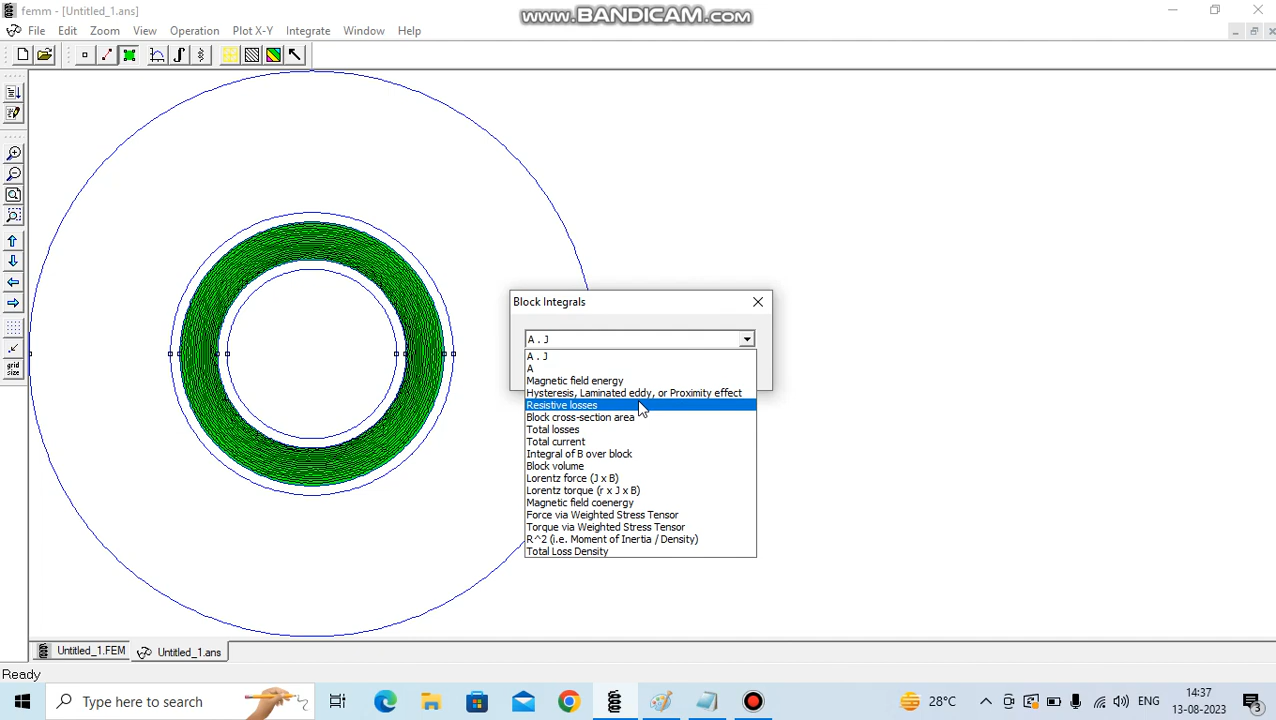 femm - [Untitled_1.ans]
www.BANDICAM.com
File Edit Zoom View Operation Plot X-Y Integrate Window Help
Block Integrals
A . J
A . J
A
Magnetic field energy
Hysteresis, Laminated eddy, or Proximity effect
Resistive losses
Block cross-section area
Total losses
Total current
Integral of B over block
Block volume
Lorentz force (J x B)
Lorentz torque (r x J x B)
Magnetic field coenergy
Force via Weighted Stress Tensor
Torque via Weighted Stress Tensor
R^2 (i.e. Moment of Inertia / Density)
Total Loss Density
grid
size
Untitled_1.FEM Untitled_1.ans
Ready
Type here to search
28°C
ENG
14:37
13-08-2023
3